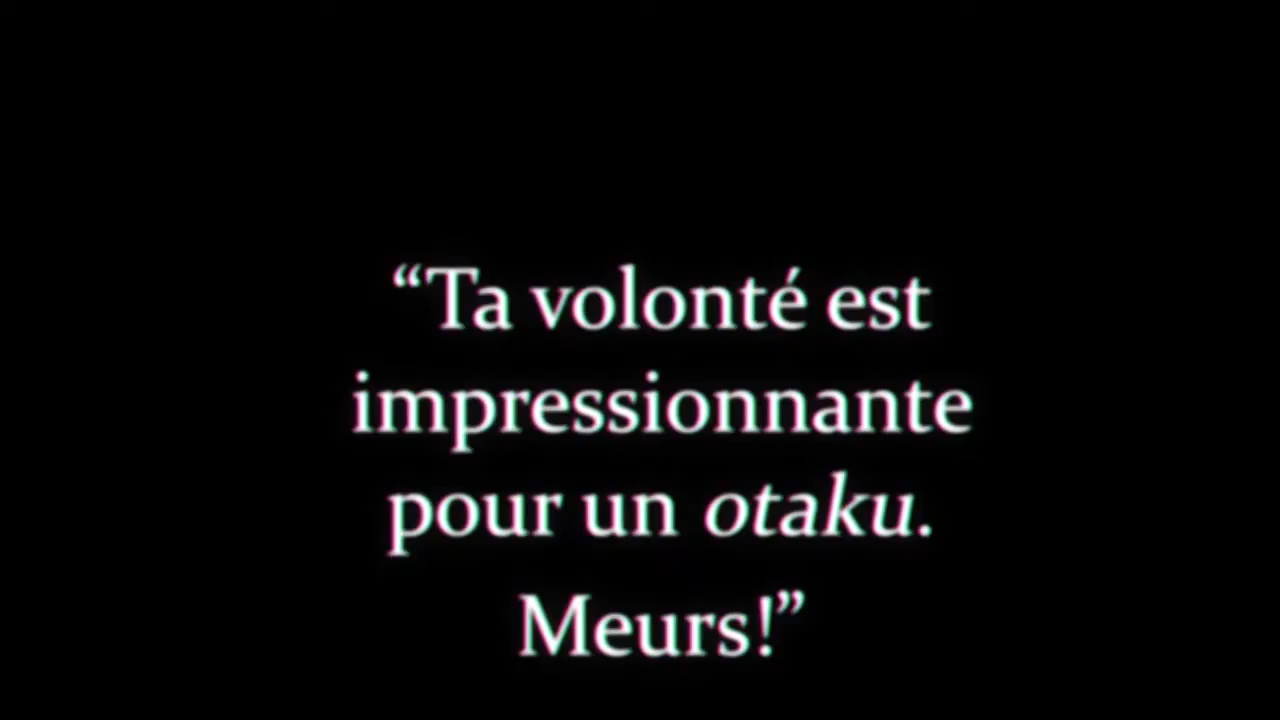 “Ta volonté est
impressionnante
pour un otaku.
Meurs!”